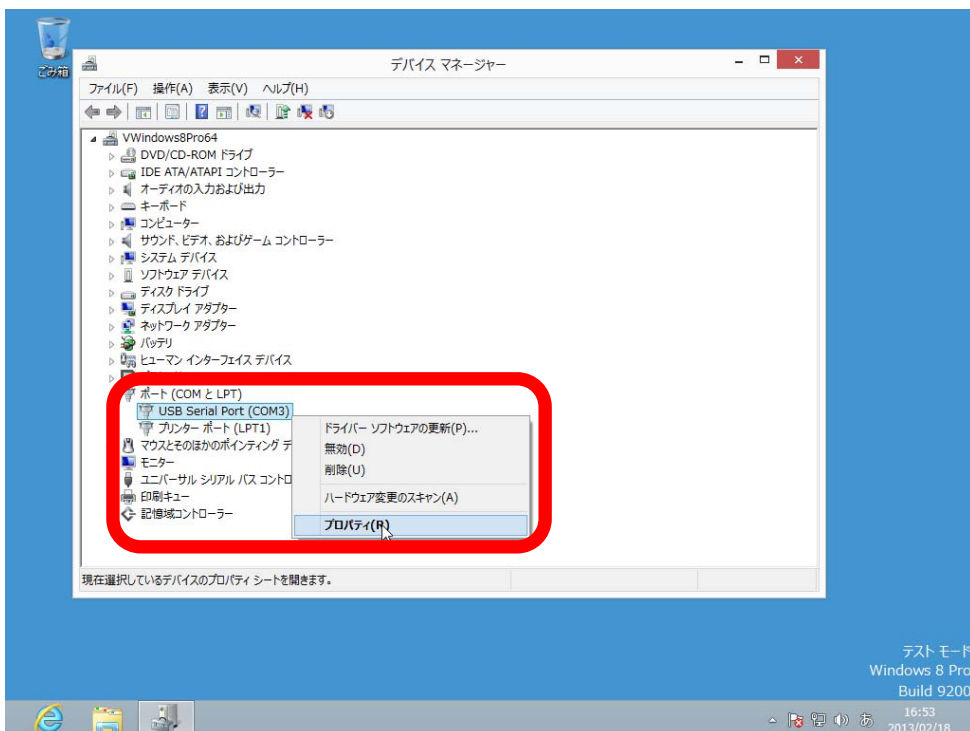 ごみ箱
デバイス マネージャー
ファイル(F) 操作(A) 表示(V) ヘルプ(H)
VWindows8Pro64
DVD/CD-ROM ドライブ
IDE ATA/ATAPI コントローラー
オーディオの入力および出力
キーボード
コンピューター
サウンド、ビデオ、およびゲーム コントローラー
システム デバイス
ソフトウェア デバイス
ディスク ドライブ
ディスプレイ アダプター
ネットワーク アダプター
バッテリ
ヒューマン インターフェイス デバイス
ポート (COM と LPT)
USB Serial Port (COM3)
プリンター ポート (LPT1)
マウスとそのほかのポインティング デ
モニター
ユニバーサル シリアル バス コントロ
印刷キュー
記憶域コントローラー
ドライバー ソフトウェアの更新(P)...
無効(D)
削除(U)
ハードウェア変更のスキャン(A)
プロパティ(R)
現在選択しているデバイスのプロパティ シートを開きます。
テスト モード
Windows 8 Pro
Build 9200
あ
16:53
2013/02/18